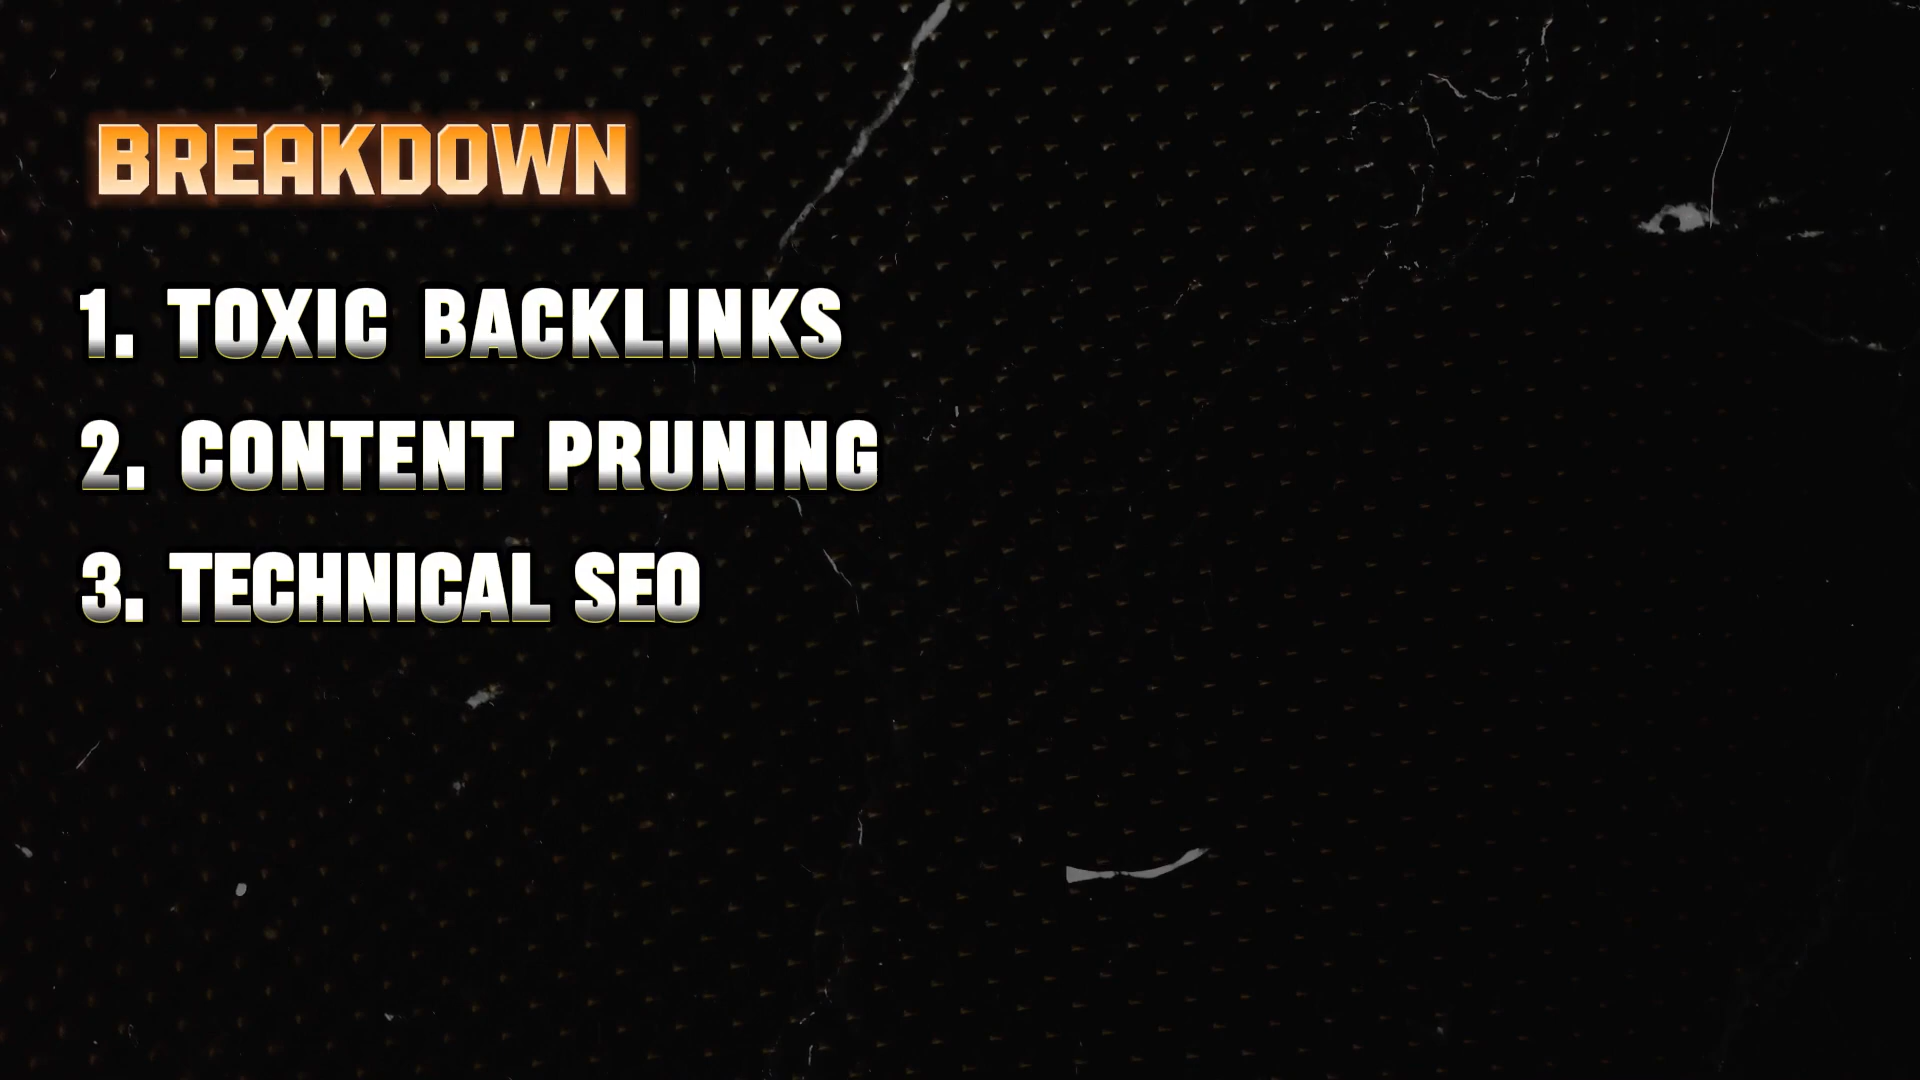 BREAKDOWN
1. TOXIC BACKLINKS
2. CONTENT PRUNING
3. TECHNICAL SEO